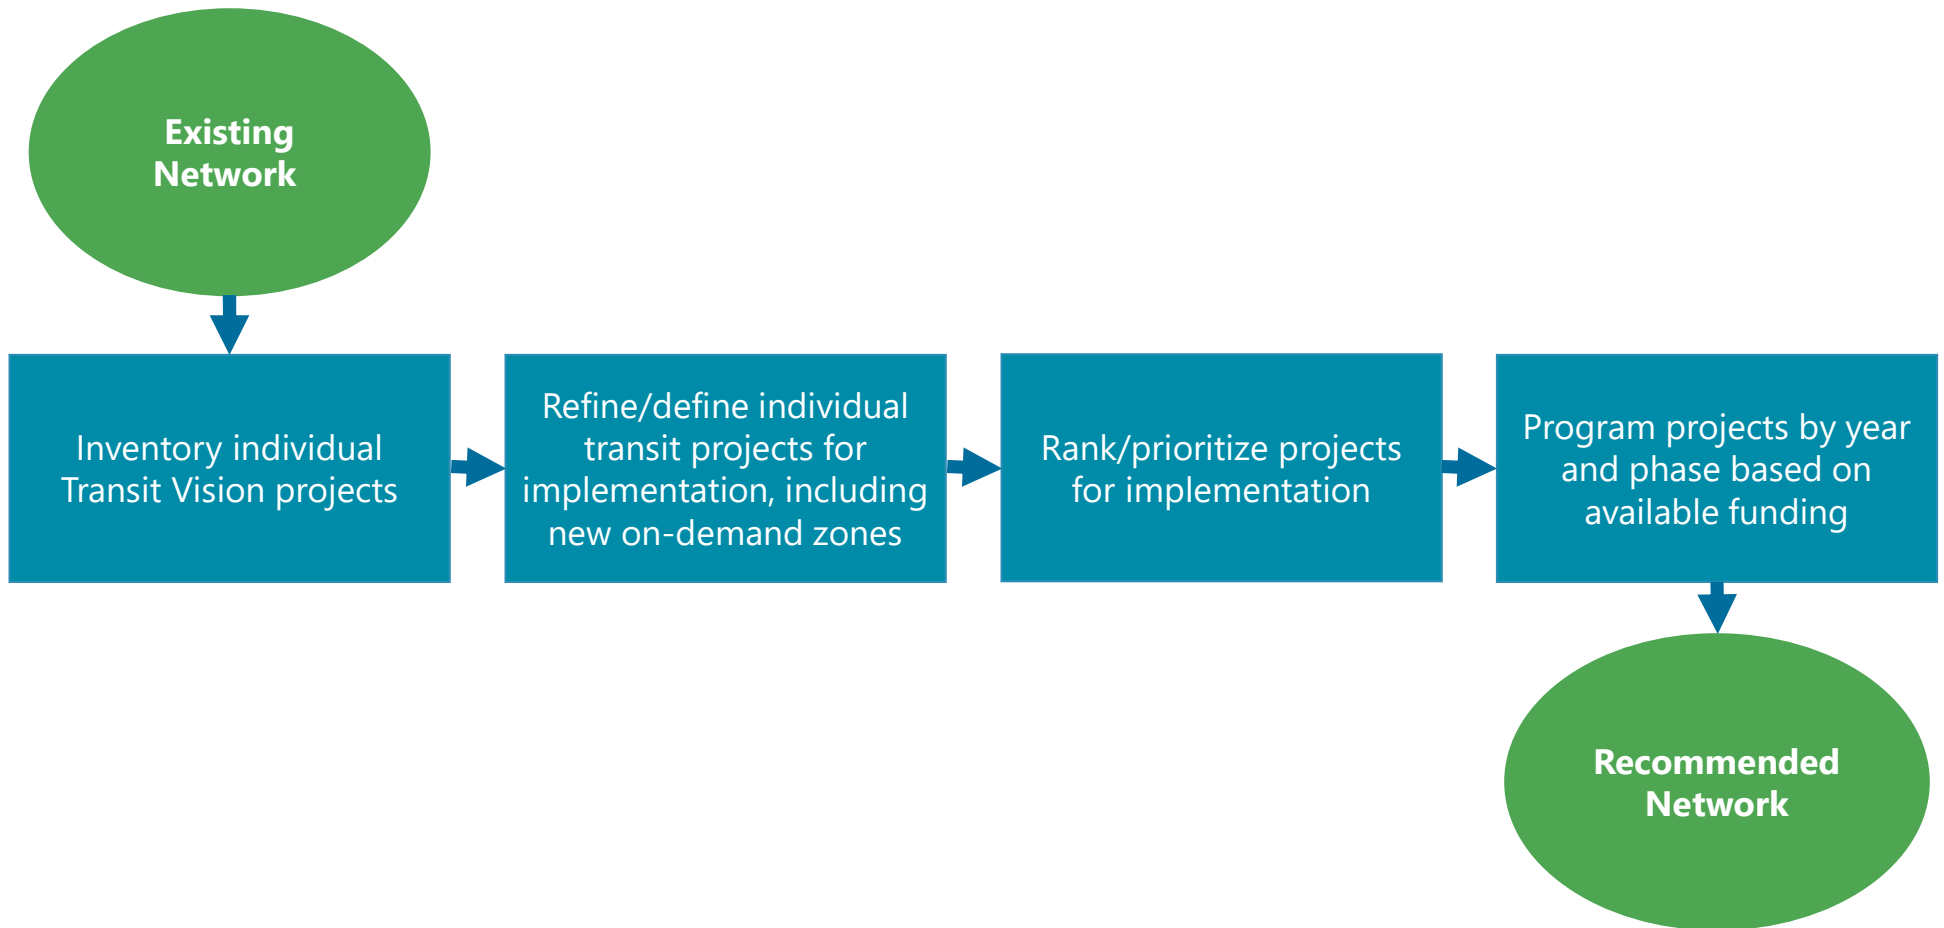 Existing
Network
Inventory individual
Transit Vision projects
Refine/define individual
transit projects for
implementation, including
new on-demand zones
Rank/prioritize projects
for implementation
Program projects by year
and phase based on
available funding
Recommended
Network